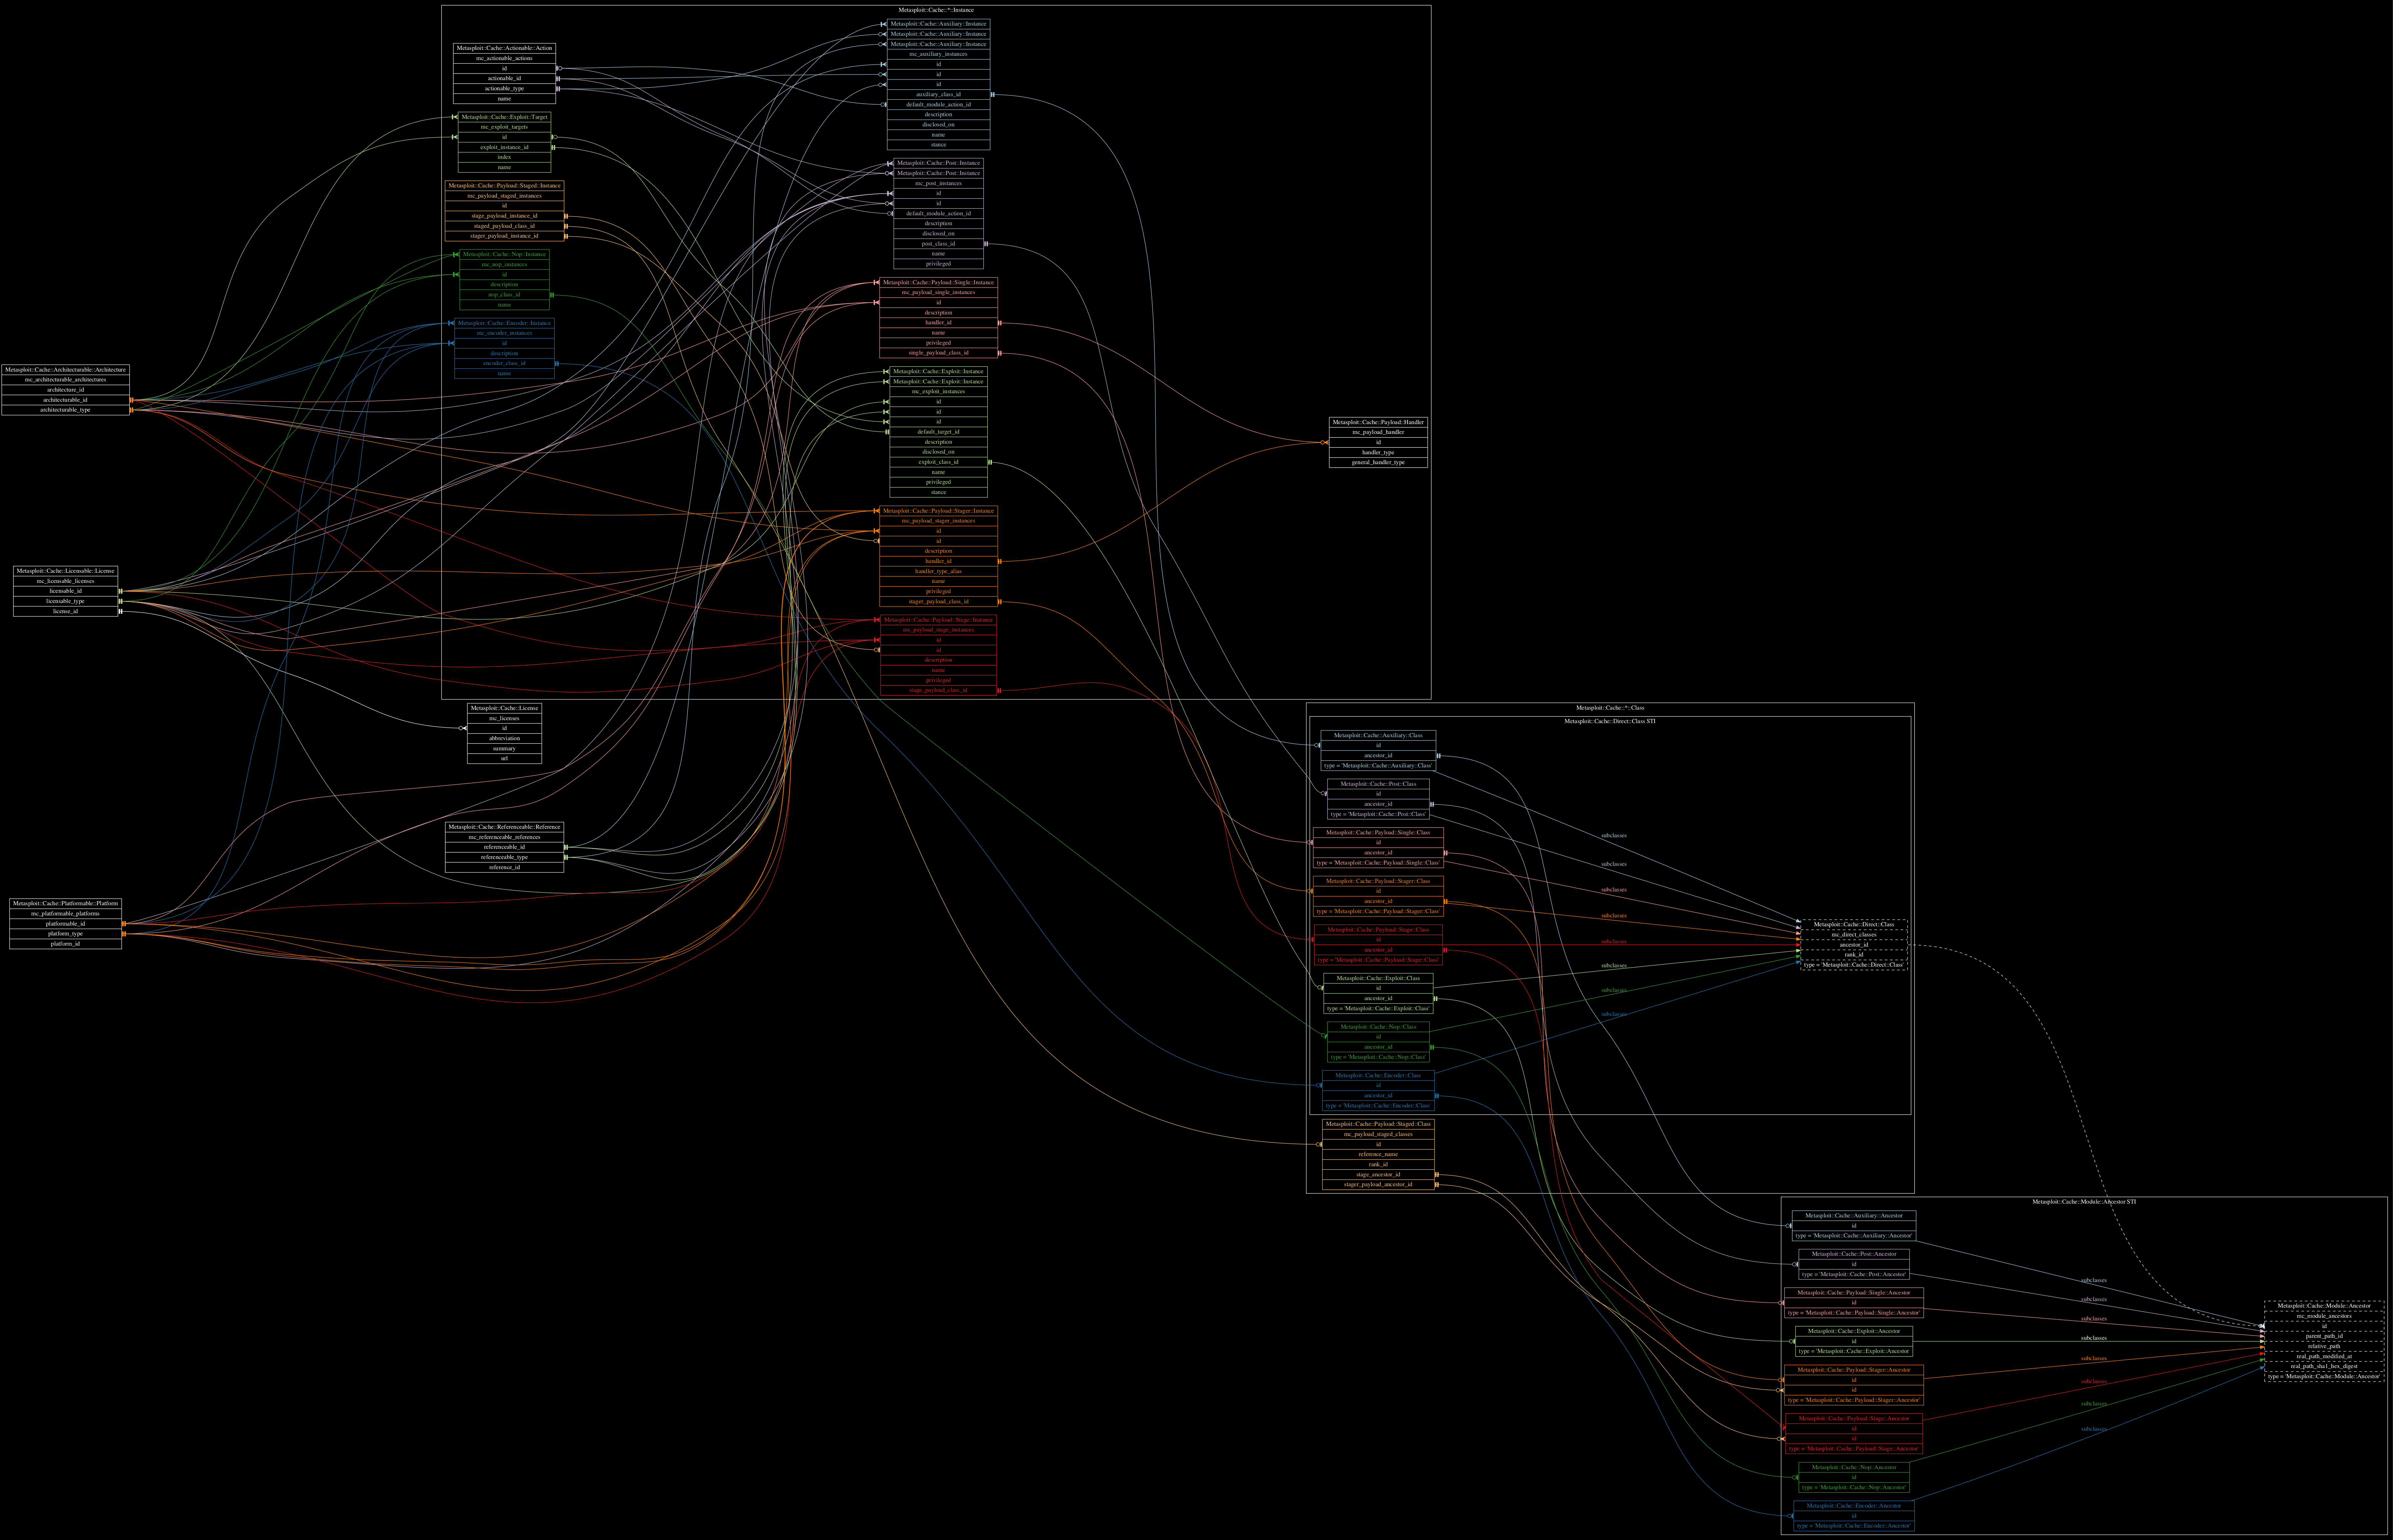 Metasploit::Cache::*::Instance
Metasploit::Cache::Actionable::Action
mc_actionable_actions
id
actionable_id
actionable_type
name
Metasploit::Cache::Exploit::Target
mc_exploit_targets
id
exploit_instance_id
index
name
Metasploit::Cache::Payload::Staged::Instance
mc_payload_staged_instances
id
stage_payload_instance_id
staged_payload_class_id
stager_payload_instance_id
Metasploit::Cache::Nop::Instance
mc_nop_instances
id
description
nop_class_id
name
Metasploit::Cache::Encoder::Instance
mc_encoder_instances
id
description
encoder_class_id
name
Metasploit::Cache::Auxiliary::Instance
Metasploit::Cache::Auxiliary::Instance
Metasploit::Cache::Auxiliary::Instance
mc_auxiliary_instances
id
id
id
auxiliary_class_id
default_module_action_id
description
disclosed_on
name
stance
Metasploit::Cache::Post::Instance
Metasploit::Cache::Post::Instance
mc_post_instances
id
id
default_module_action_id
description
disclosed_on
post_class_id
name
privileged
Metasploit::Cache::Payload::Single::Instance
mc_payload_single_instances
id
description
handler_id
name
privileged
single_payload_class_id
Metasploit::Cache::Exploit::Instance
Metasploit::Cache::Exploit::Instance
mc_exploit_instances
id
id
id
default_target_id
description
disclosed_on
exploit_class_id
name
privileged
stance
Metasploit::Cache::Payload::Stager::Instance
mc_payload_stager_instances
id
id
description
handler_id
handler_type_alias
name
privileged
stager_payload_class_id
Metasploit::Cache::Payload::Stage::Instance
mc_payload_stage_instances
id
id
description
name
privileged
stage_payload_class_id
Metasploit::Cache::Payload::Handler
mc_payload_handler
id
handler_type
general_handler_type
Metasploit::Cache::Architecturable::Architecture
mc_architecturable_architectures
architecture_id
architecturable_id
architecturable_type
Metasploit::Cache::Licensable::License
mc_licensable_licenses
licensable_id
licensable_type
license_id
Metasploit::Cache::Platformable::Platform
mc_platformable_platforms
platformable_id
platform_type
platform_id
Metasploit::Cache::License
mc_licenses
id
abbreviation
summary
url
Metasploit::Cache::Referenceable::Reference
mc_referenceable_references
referenceable_id
referenceable_type
reference_id
Metasploit::Cache::*::Class
Metasploit::Cache::Direct::Class STI
Metasploit::Cache::Auxiliary::Class
id
ancestor_id
type = 'Metasploit::Cache::Auxiliary::Class'
Metasploit::Cache::Post::Class
id
ancestor_id
type = 'Metasploit::Cache::Post::Class'
Metasploit::Cache::Payload::Single::Class
id
ancestor_id
type = 'Metasploit::Cache::Payload::Single::Class'
Metasploit::Cache::Payload::Stager::Class
id
ancestor_id
type = 'Metasploit::Cache::Payload::Stager::Class'
Metasploit::Cache::Payload::Stage::Class
id
ancestor_id
type = 'Metasploit::Cache::Payload::Stage::Class'
Metasploit::Cache::Exploit::Class
id
ancestor_id
type = 'Metasploit::Cache::Exploit::Class'
Metasploit::Cache::Nop::Class
id
ancestor_id
type = 'Metasploit::Cache::Nop::Class'
Metasploit::Cache::Encoder::Class
id
ancestor_id
type = 'Metasploit::Cache::Encoder::Class
subclasses
subclasses
subclasses
subclasses
subclasses
subclasses
subclasses
subclasses
Metasploit::Cache::Direct::Class
mc_direct_classes
ancestor_id
rank_id
type = 'Metasploit::Cache::Direct::Class'
Metasploit::Cache::Payload::Staged::Class
mc_payload_staged_classes
id
reference_name
rank_id
stage_ancestor_id
stager_payload_ancestor_id
Metasploit::Cache::Module::Ancestor STI
Metasploit::Cache::Auxiliary::Ancestor
id
type = 'Metasploit::Cache::Auxiliary::Ancestor'
Metasploit::Cache::Post::Ancestor
id
type = 'Metasploit::Cache::Post::Ancestor'
Metasploit::Cache::Payload::Single::Ancestor
id
type = 'Metasploit::Cache::Payload::Single::Ancestor'
Metasploit::Cache::Exploit::Ancestor
id
type = 'Metasploit::Cache::Exploit::Ancestor
Metasploit::Cache::Payload::Stager::Ancestor
id
id
type = 'Metasploit::Cache::Payload::Stager::Ancestor'
Metasploit::Cache::Payload::Stage::Ancestor
id
id
type = 'Metasploit::Cache::Payload::Stage::Ancestor'
Metasploit::Cache::Nop::Ancestor
id
type = 'Metasploit::Cache::Nop::Ancestor'
Metasploit::Cache::Encoder::Ancestor
id
type = 'Metasploit::Cache::Encoder::Ancestor'
subclasses
subclasses
subclasses
subclasses
subclasses
subclasses
subclasses
subclasses
Metasploit::Cache::Module::Ancestor
mc_module_ancestors
id
parent_path_id
relative_path
real_path_modified_at
real_path_sha1_hex_digest
type = 'Metasploit::Cache::Module::Ancestor'